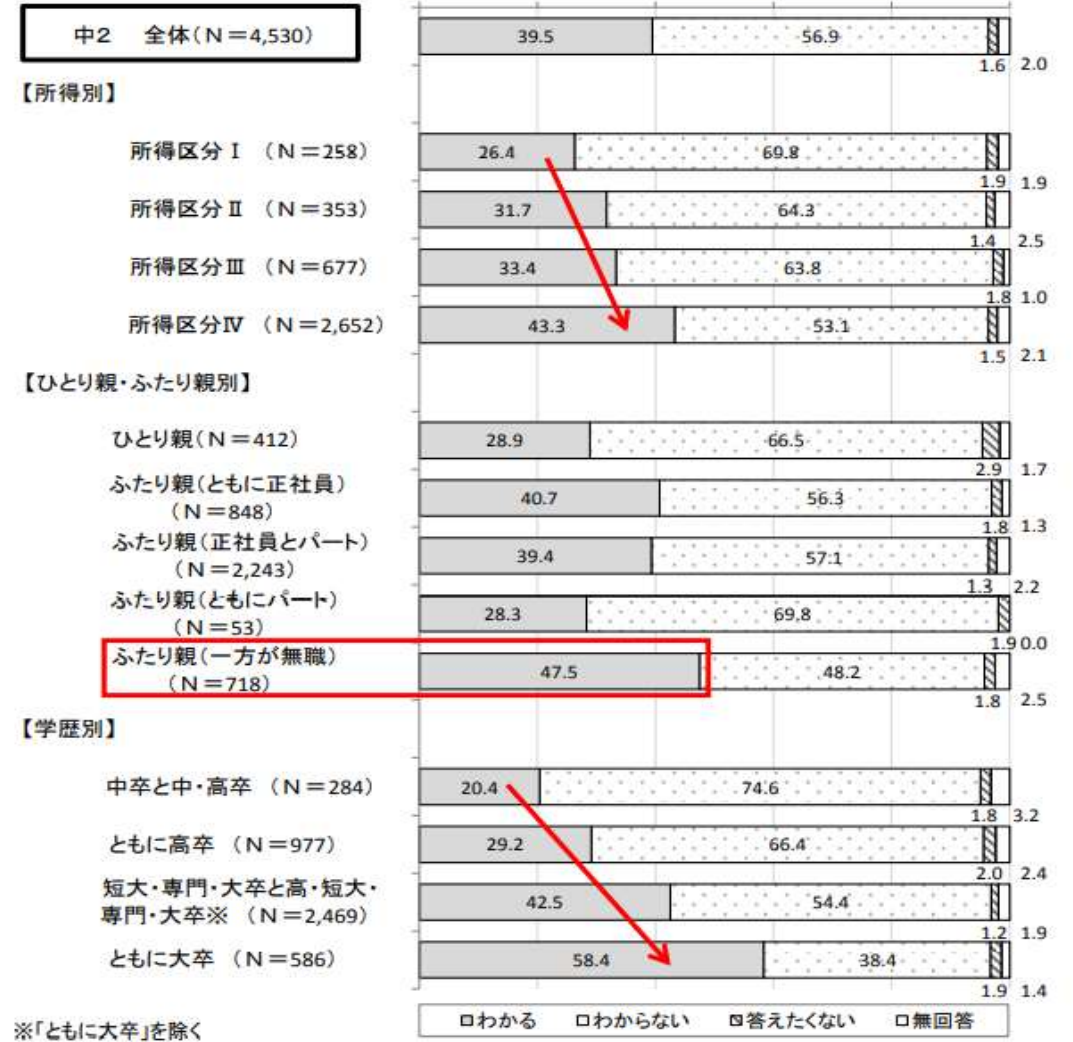 中2 全体(N=4,530)
39.5 56.9
1.6 2.0
【所得別】
所得区分Ⅰ (N=258) 26.4 69.8
1.9 1.9
所得区分Ⅱ (N=353) 31.7 64.3
1.4 2.5
所得区分Ⅲ (N=677) 33.4 63.8
1.8 1.0
所得区分Ⅳ (N=2,652) 43.3 53.1
1.5 2.1
【ひとり親・ふたり親別】
ひとり親(N=412) 28.9 66.5
2.9 1.7
ふたり親(ともに正社員)
(N=848)
40.7 56.3
1.8 1.3
ふたり親(正社員とパート)
(N=2,243)
39.4 57.1
1.3 2.2
ふたり親(ともにパート)
(N=53)
28.3 69.8
1.9 0.0
ふたり親(一方が無職)
(N=718)
47.5 48.2
1.8 2.5
【学歴別】
中卒と中・高卒 (N=284) 20.4 74.6
1.8 3.2
ともに高卒 (N=977) 29.2 66.4
2.0 2.4
短大・専門・大卒と高・短大・
専門・大卒※ (N=2,469)
42.5 54.4
1.2 1.9
ともに大卒 (N=586) 58.4 38.4
1.9 1.4
わかる わからない 答えたくない 無回答
※「ともに大卒」を除く